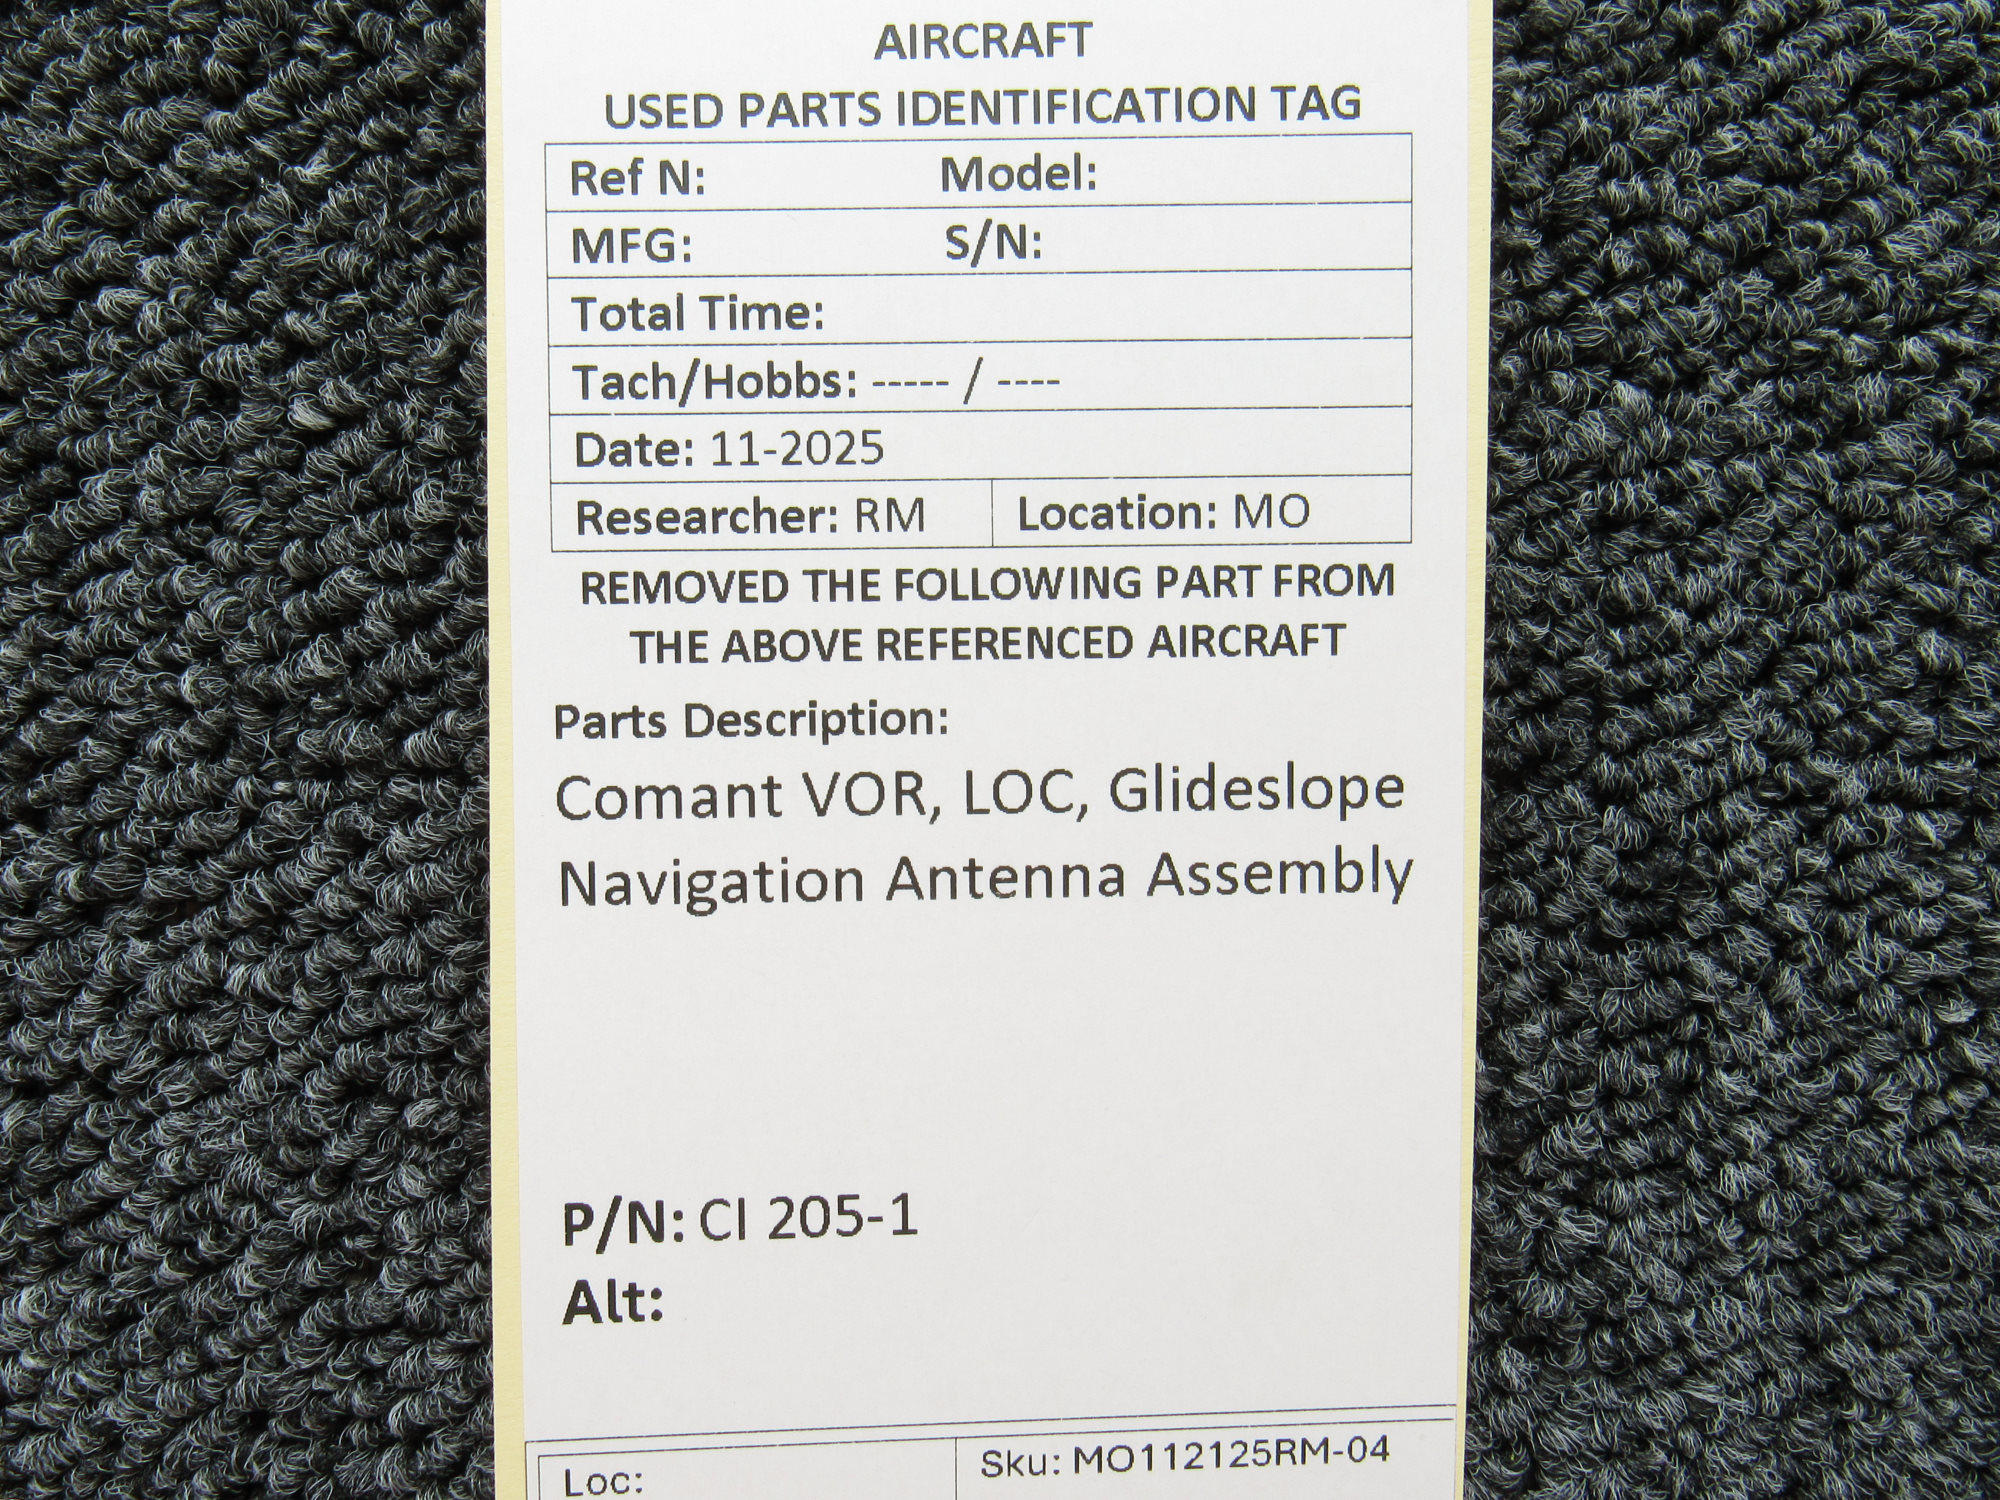 AIRCRAFT
USED PARTS IDENTIFICATION TAG
Ref N: Model:
MFG: S/N:
Total Time:
Tach/Hobbs: ----- / ----
Date: 11-2025
Researcher: RM Location: MO
REMOVED THE FOLLOWING PART FROM
THE ABOVE REFERENCED AIRCRAFT
Parts Description:
Comant VOR, LOC, Glideslope
Navigation Antenna Assembly
P/N: CI 205-1
Alt:
Loc: Sku: MO112125RM-04